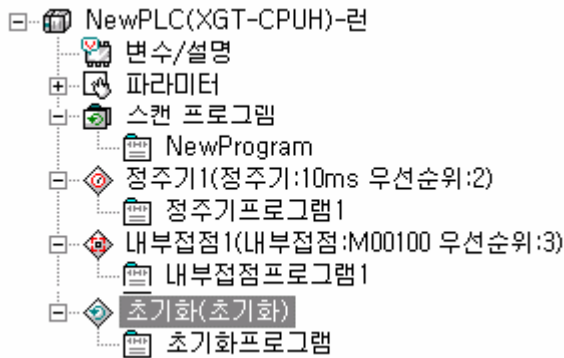 NewPLC(XGT-CPUH)-런
변수/설명
파라미터
스캔 프로그램
NewProgram
정주기1(정주기:10ms 우선순위:2)
정주기프로그램1
내부접점1(내부접점:M00100 우선순위:3)
내부접점프로그램1
초기화(초기화)
초기화프로그램